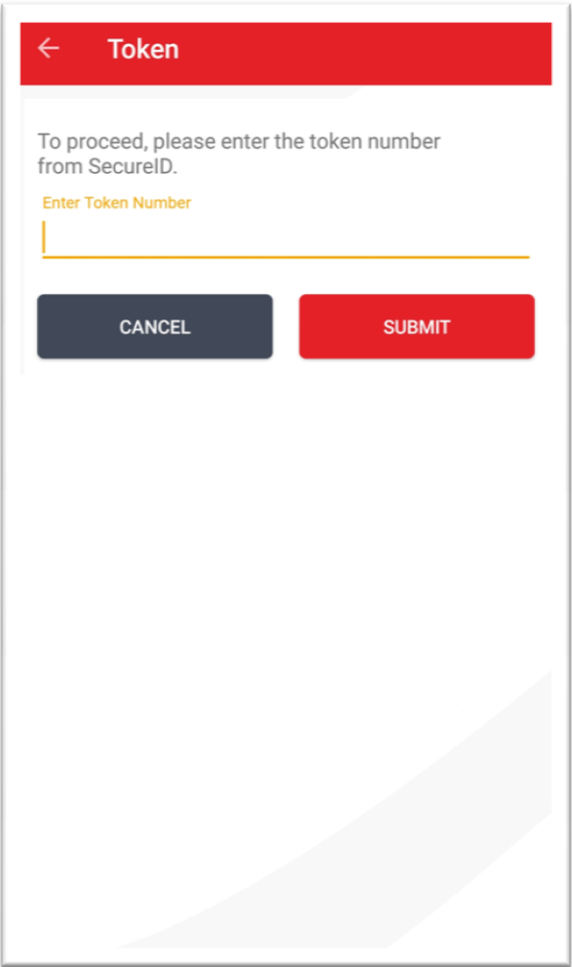 Token
To proceed, please enter the token number
from SecureID.
Enter Token Number
CANCEL
SUBMIT